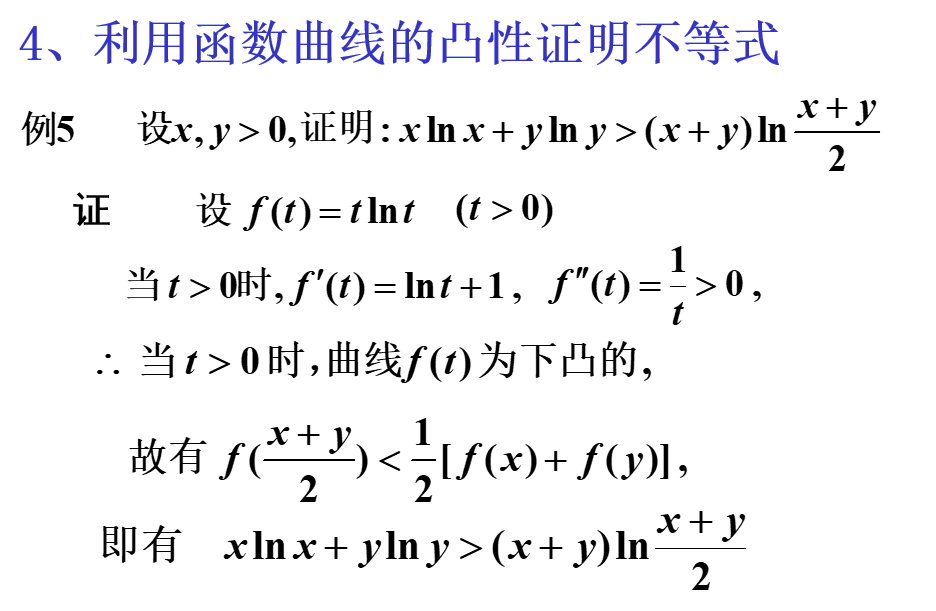 4、利用函数曲线的凸性证明不等式
例5 设x, y > 0, 证明: x ln x + y ln y > (x + y) ln \frac{x + y}{2}
证 设 f(t) = t ln t (t > 0)
当 t > 0时, f′(t) = ln t + 1, f″(t) = \frac{1}{t} > 0,
∴ 当 t > 0 时,曲线f(t)为下凸的,
故有 f(\frac{x + y}{2}) < \frac{1}{2}[f(x) + f(y)],
即有 x ln x + y ln y > (x + y) ln \frac{x + y}{2}